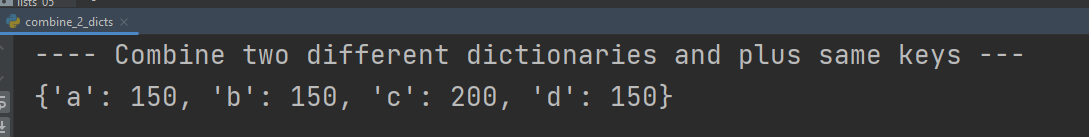 lists_05
combine_2_dicts ×
---- Combine two different dictionaries and plus same keys ---
{'a': 150, 'b': 150, 'c': 200, 'd': 150}